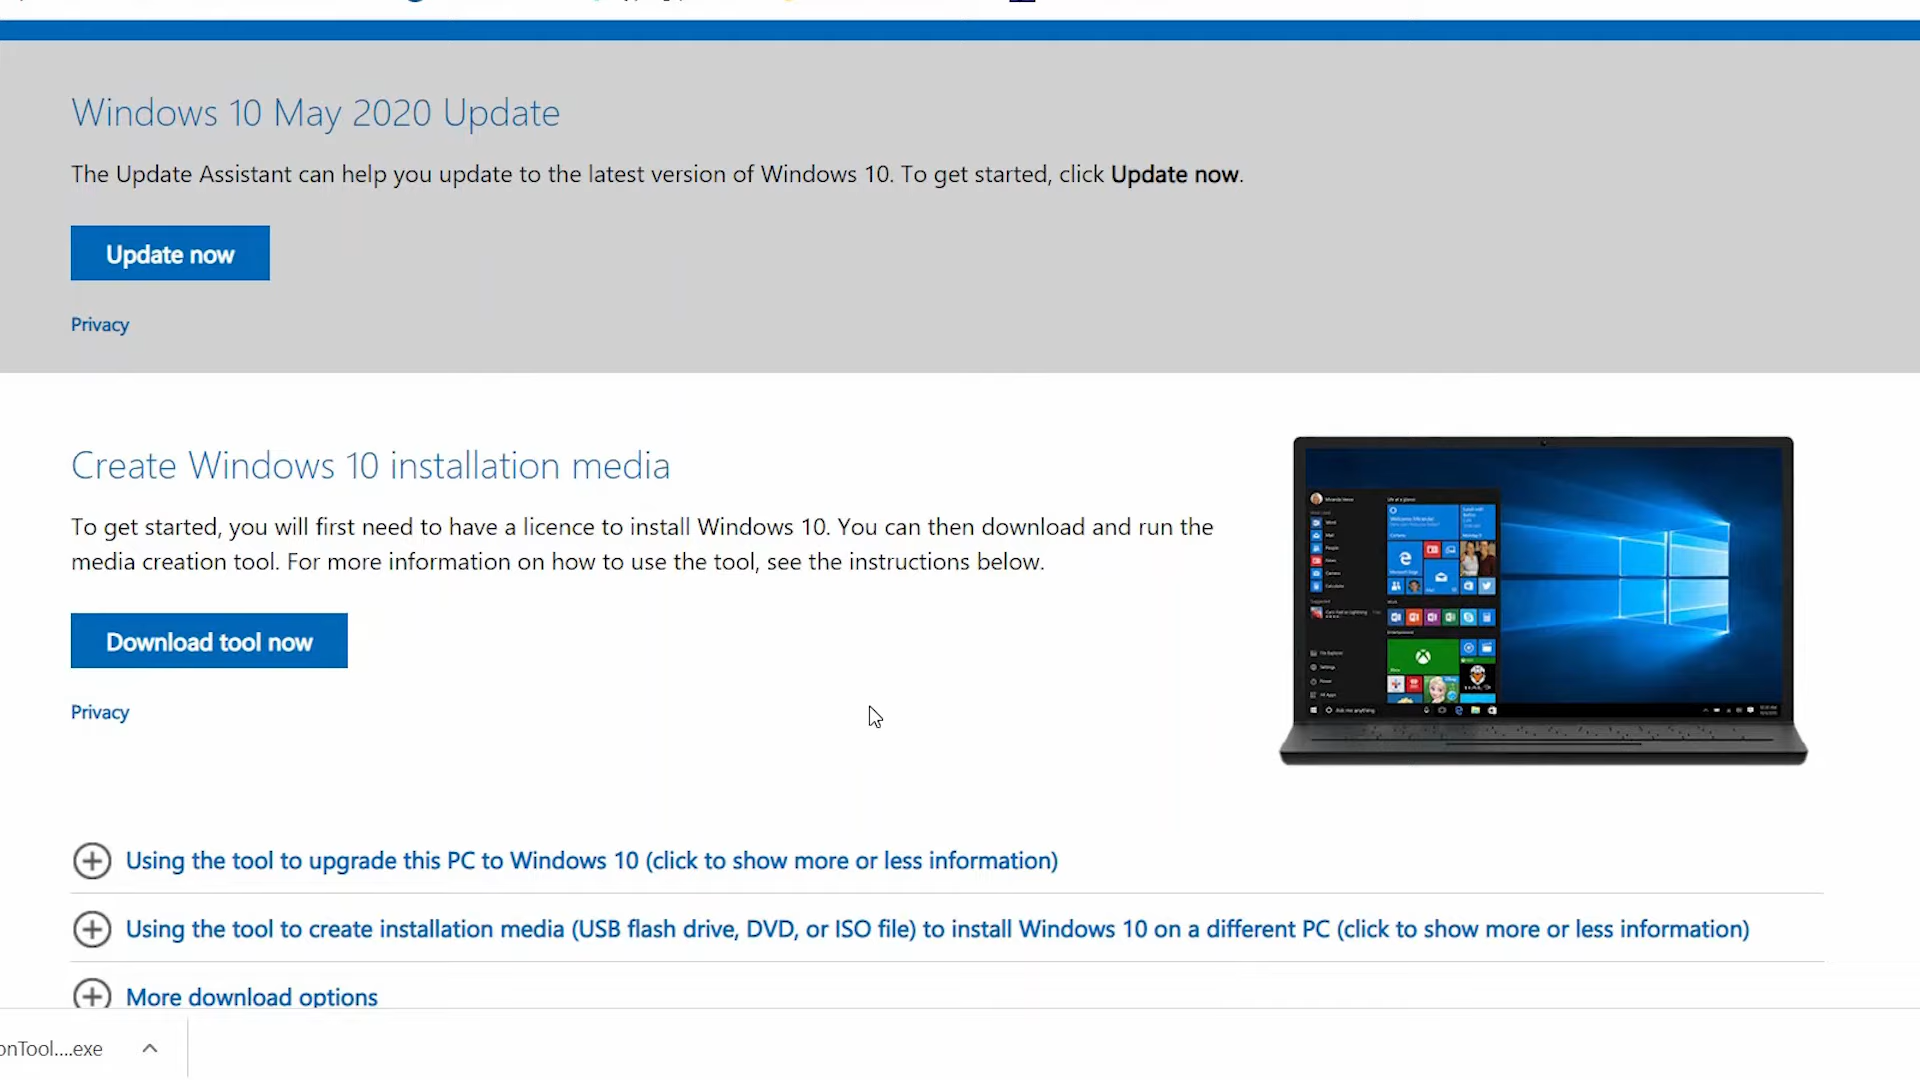 Windows 10 May 2020 Update
The Update Assistant can help you update to the latest version of Windows 10. To get started, click Update now.
Update now
Privacy
Create Windows 10 installation media
To get started, you will first need to have a licence to install Windows 10. You can then download and run the
media creation tool. For more information on how to use the tool, see the instructions below.
Download tool now
Privacy
Using the tool to upgrade this PC to Windows 10 (click to show more or less information)
Using the tool to create installation media (USB flash drive, DVD, or ISO file) to install Windows 10 on a different PC (click to show more or less information)
More download options
onTool....exe